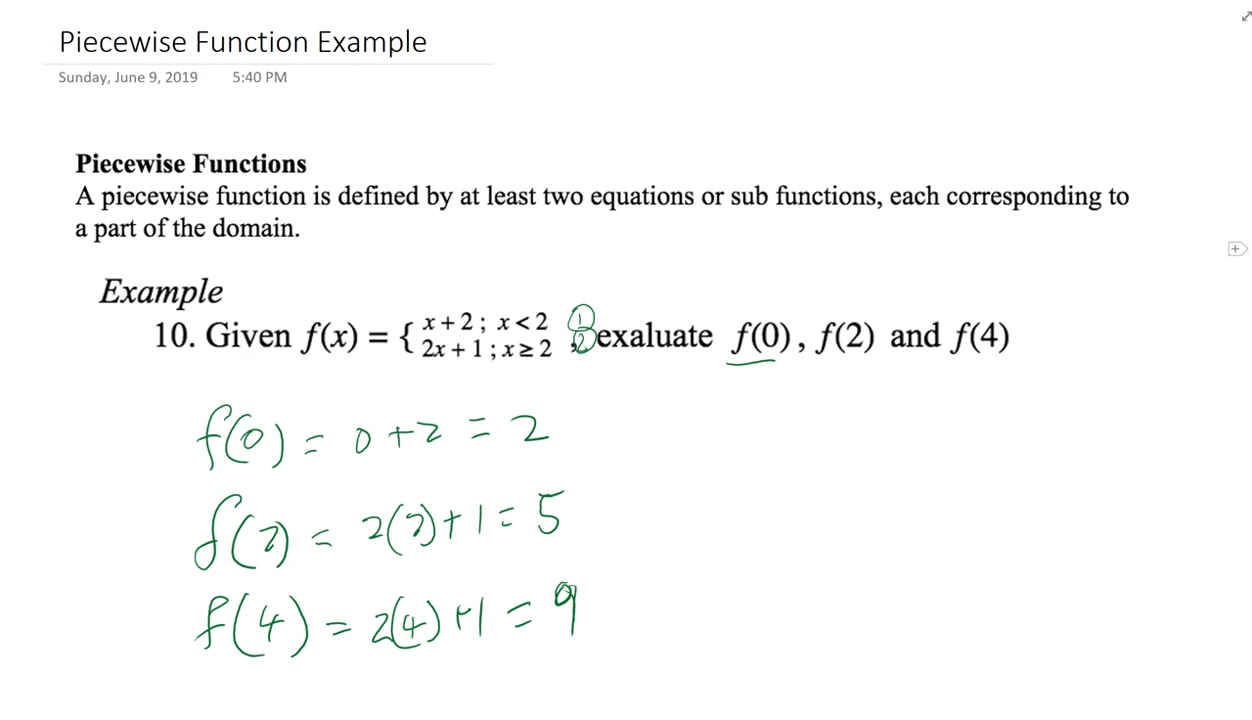 Piecewise Function Example
Sunday, June 9, 2019 5:40 PM
Piecewise Functions
A piecewise function is defined by at least two equations or sub functions, each corresponding to
a part of the domain.
Example
10. Given f(x) = { x + 2 ; x < 2 ①
2x + 1 ; x ≥ 2 ② , exaluate f(0) , f(2) and f(4)
f(0) = 0 + 2 = 2
f(2) = 2(2) + 1 = 5
f(4) = 2(4) + 1 = 9